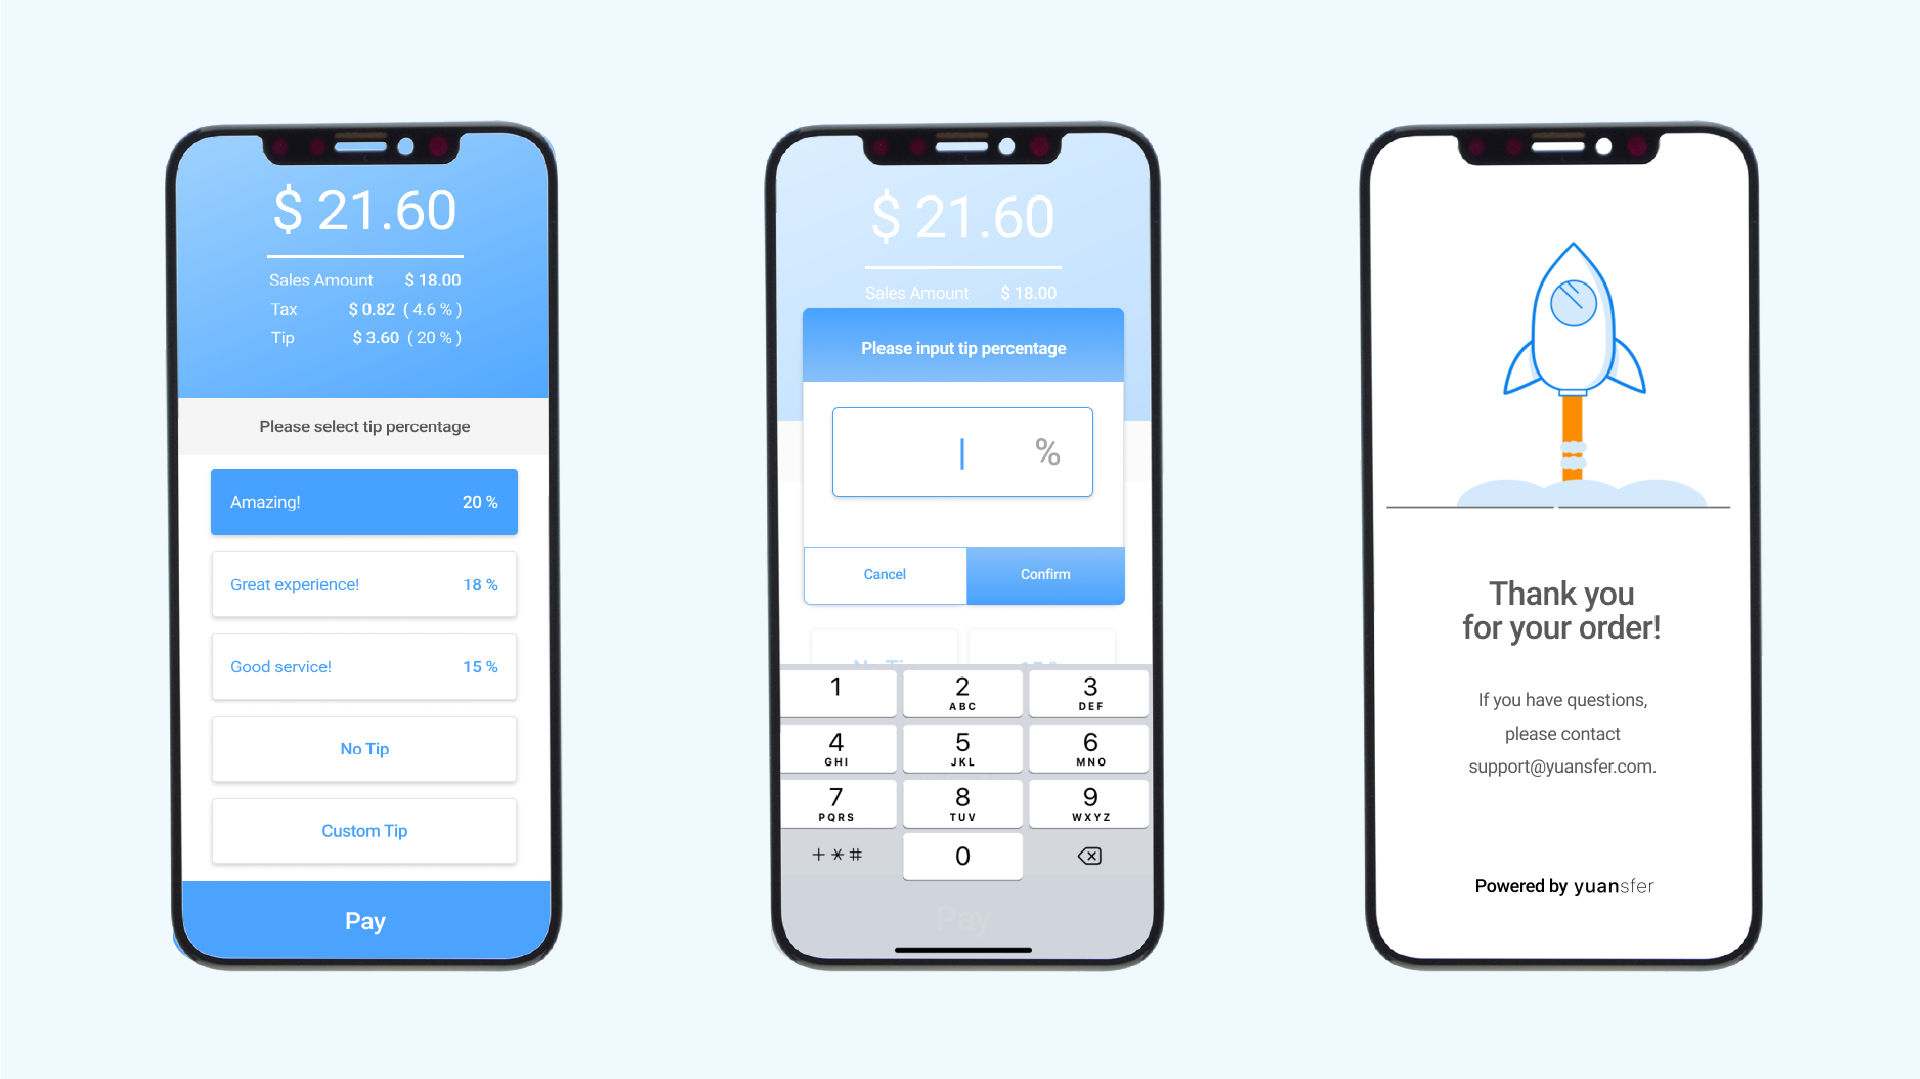 $ 21.60
Sales Amount $ 18.00
Tax $ 0.82 ( 4.6 % )
Tip $ 3.60 ( 20 % )
Please select tip percentage
Amazing! 20 %
Great experience! 18 %
Good service! 15 %
No Tip
Custom Tip
Pay
$ 21.60
Sales Amount $ 18.00
Please input tip percentage
%
Cancel Confirm
No Tip
1 2 3
ABC DEF
4 5 6
GHI JKL MNO
7 8 9
PQRS TUV WXYZ
+ * # 0
Pay
Thank you
for your order!
If you have questions,
please contact
support@yuansfer.com.
Powered by yuansfer